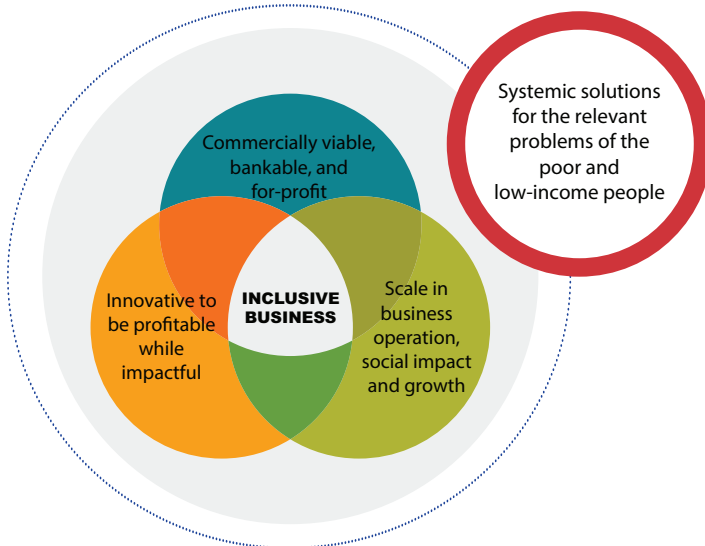 Systemic solutions
for the relevant
problems of the
poor and
low-income people
Commercially viable,
bankable, and
for-profit
Innovative to
be profitable
while
impactful
INCLUSIVE
BUSINESS
Scale in
business
operation,
social impact
and growth